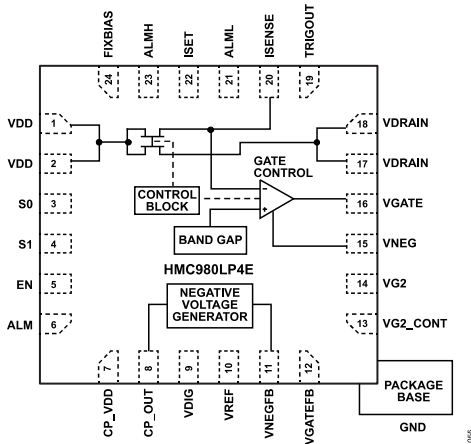 FIXBIAS
ALMH
ISET
ALML
ISENSE
TRIGOUT
24
23
22
21
20
19
VDD
1
18
VDRAIN
VDD
2
17
VDRAIN
GATE
CONTROL
S0
3
CONTROL
BLOCK
–
+
16
VGATE
S1
4
BAND GAP
15
VNEG
HMC980LP4E
EN
5
NEGATIVE
VOLTAGE
GENERATOR
14
VG2
ALM
6
13
VG2_CONT
7
8
9
10
11
12
CP_VDD
CP_OUT
VDIG
VREF
VNEGFB
VGATEFB
PACKAGE
BASE
GND